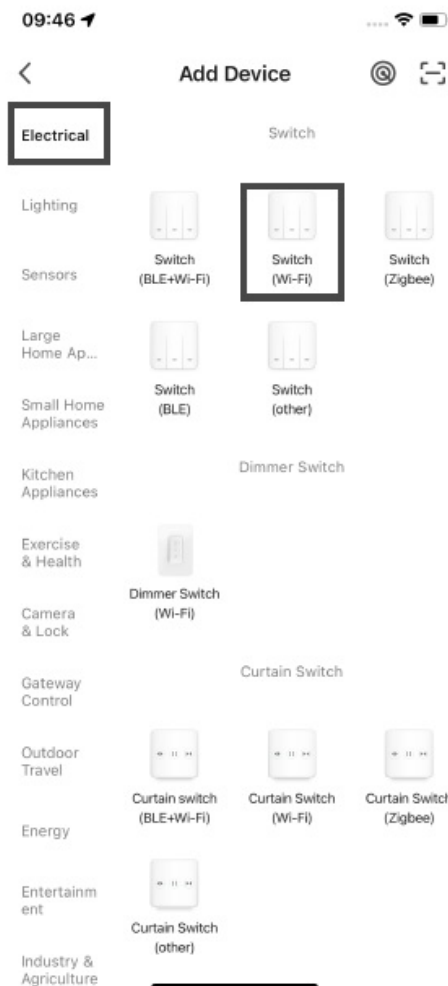 09:46
Add Device
Electrical
Lighting
Sensors
Large
Home Ap...
Small Home
Appliances
Kitchen
Appliances
Exercise
& Health
Camera
& Lock
Gateway
Control
Outdoor
Travel
Energy
Entertainm
ent
Industry &
Agriculture
Switch
Switch
(BLE+Wi-Fi)
Switch
(Wi-Fi)
Switch
(Zigbee)
Switch
(BLE)
Switch
(other)
Dimmer Switch
Dimmer Switch
(Wi-Fi)
Curtain Switch
Curtain switch
(BLE+Wi-Fi)
Curtain Switch
(Wi-Fi)
Curtain Switch
(Zigbee)
Curtain Switch
(other)